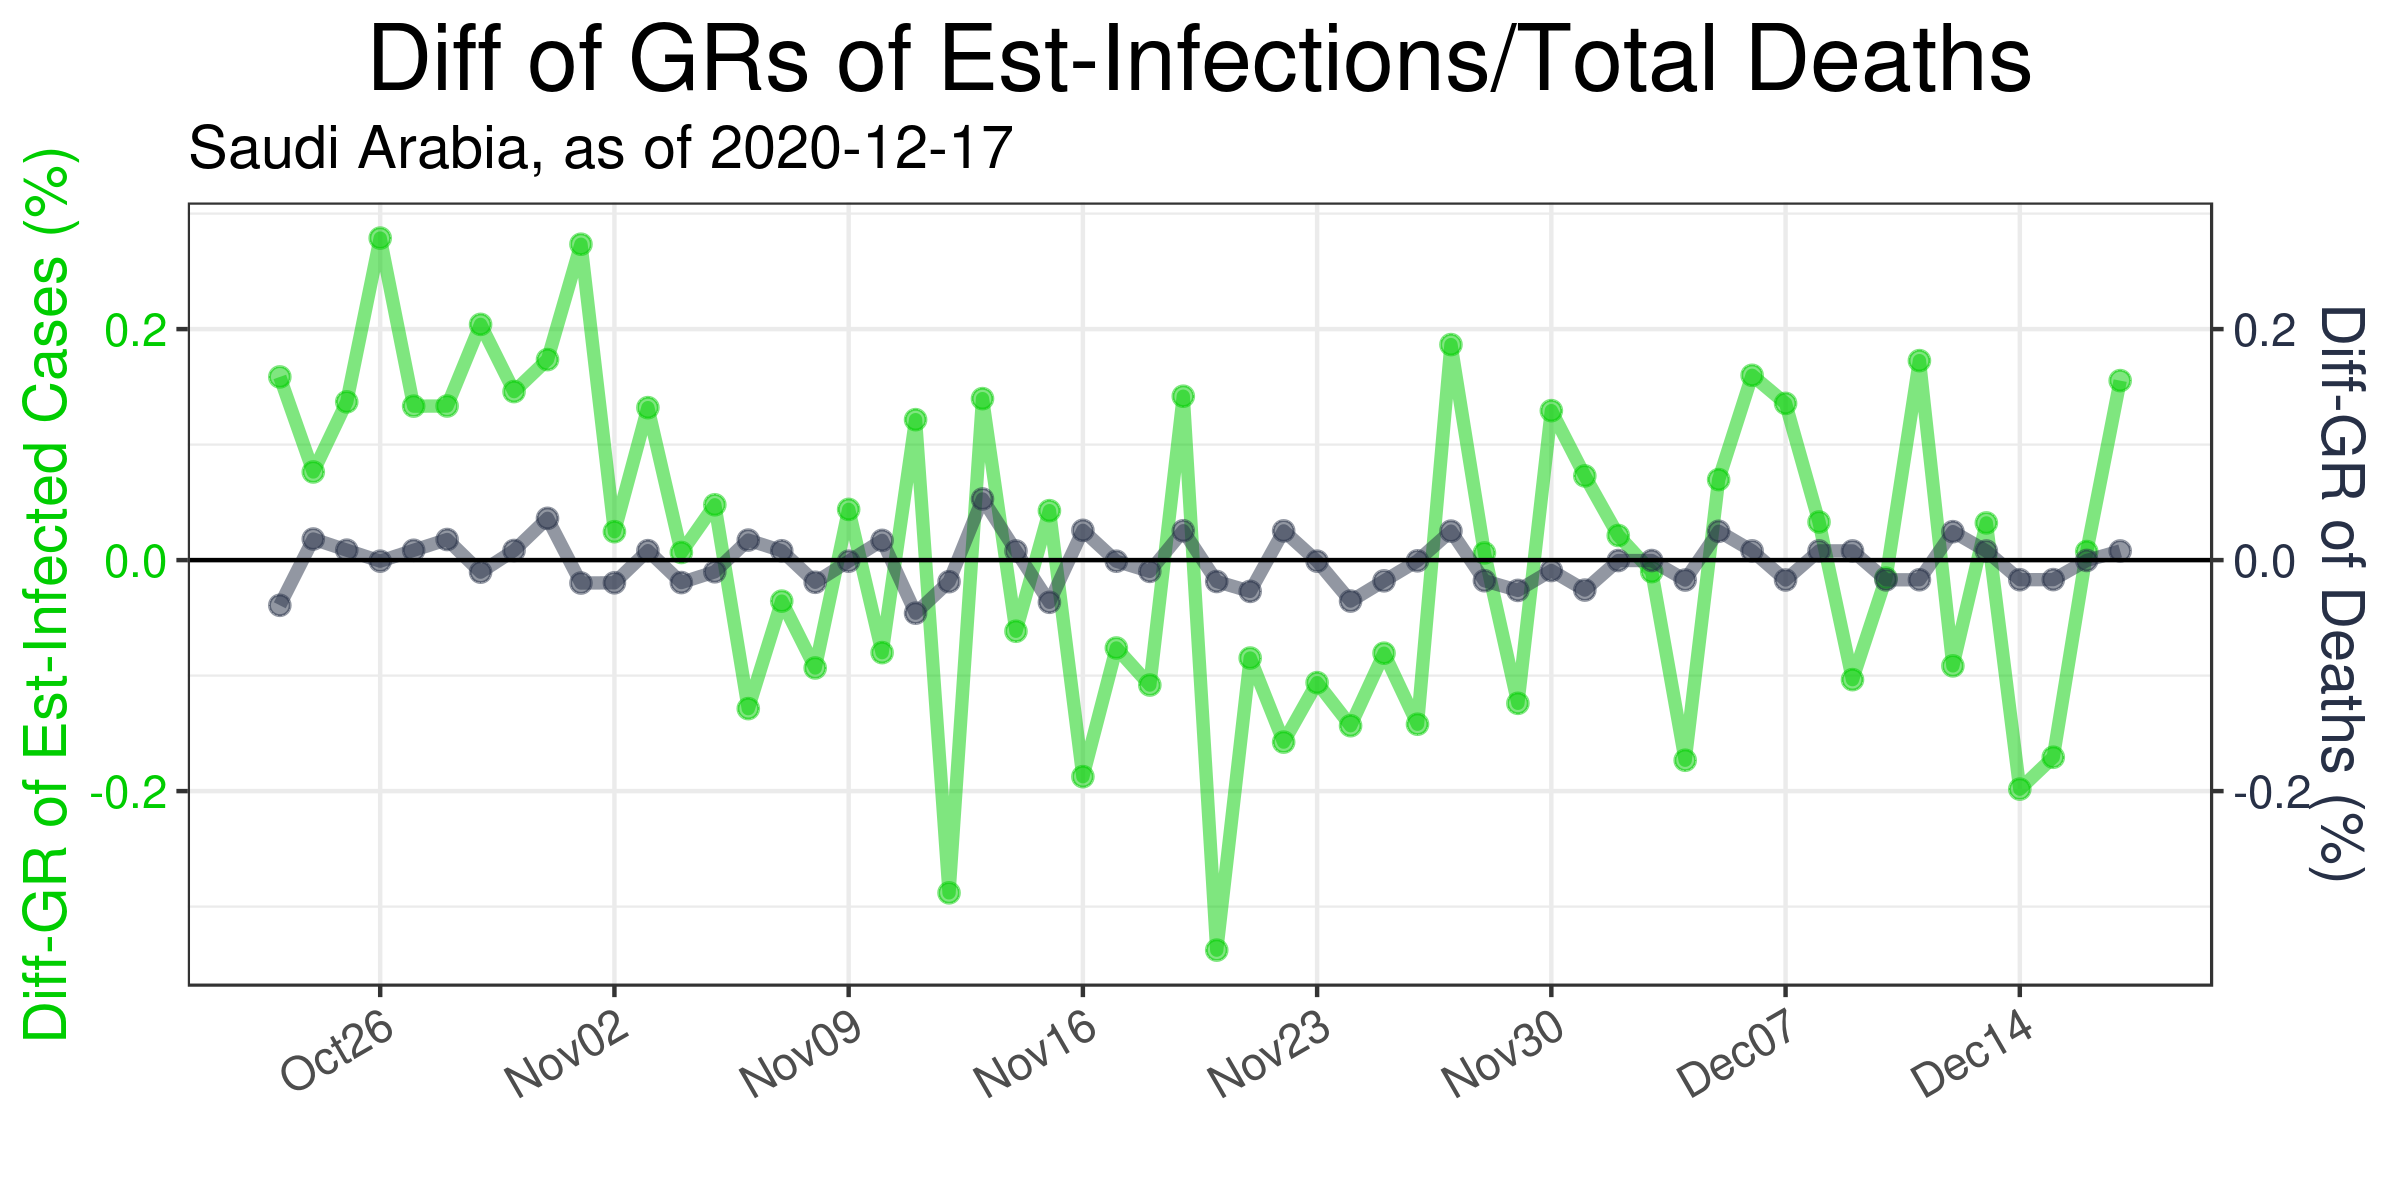 Diff of GRs of Est-Infections/Total Deaths
Saudi Arabia, as of 2020-12-17
Diff-GR of Est-Infected Cases (%)
0.2
0.0
-0.2
0.2
0.0
-0.2
Diff-GR of Deaths (%)
Oct26
Nov02
Nov09
Nov16
Nov23
Nov30
Dec07
Dec14